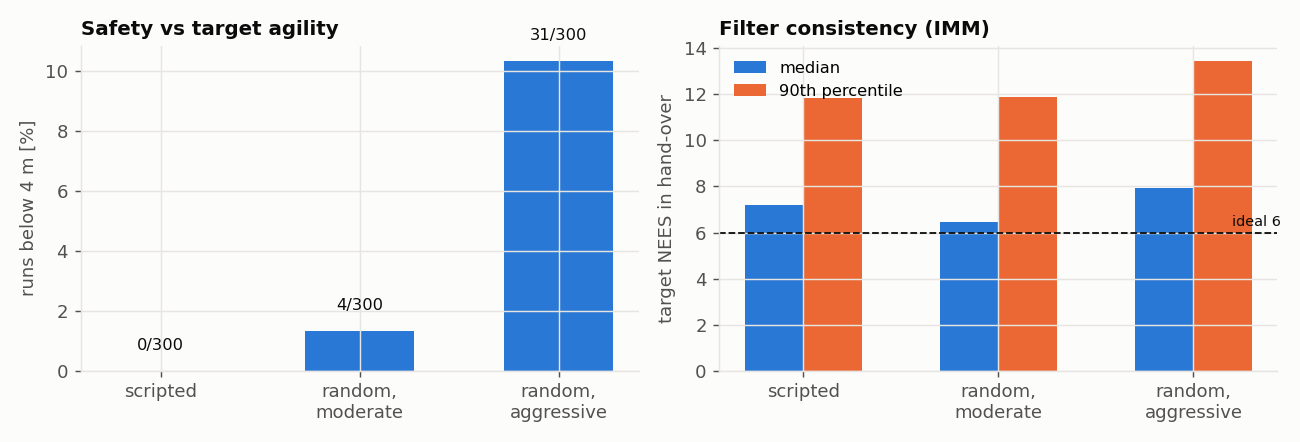 Safety vs target agility
runs below 4 m [%]
10
8
6
4
2
0
0/300
4/300
31/300
scripted
random,
moderate
random,
aggressive
Filter consistency (IMM)
target NEES in hand-over
14
12
10
8
6
4
2
0
median
90th percentile
ideal 6
scripted
random,
moderate
random,
aggressive